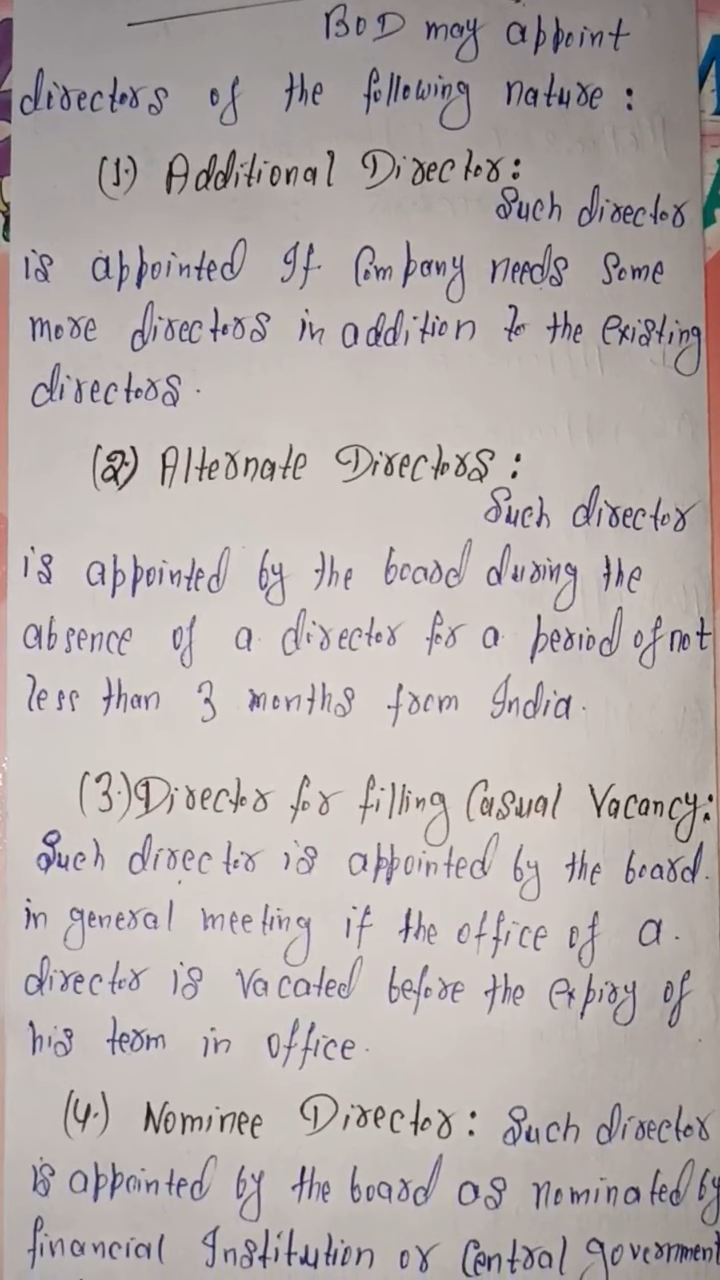 BOD may appoint
directors of the following nature :
(1.) Additional Director:
Such director
is appointed If Company needs Some
more directors in addition to the existing
directors.
(2.) Alternate Directors :
Such director
is appointed by the board during the
absence of a director for a period of not
less than 3 months from India.
(3.) Director for filling Casual Vacancy:
Such director is appointed by the board.
in general meeting if the office of a.
director is vacated before the expiry of
his term in office.
(4.) Nominee Director: Such director
is appointed by the board as nominated by
financial Institution or Central government